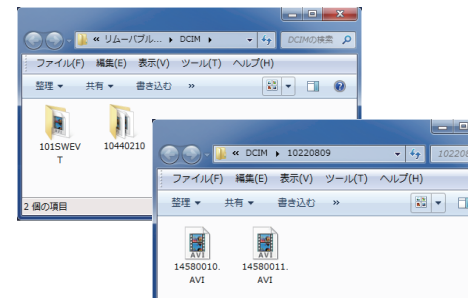 « リムーバブル... ▸ DCIM ▸
DCIMの検索
ファイル(F) 編集(E) 表示(V) ツール(T) ヘルプ(H)
整理 ▼ 共有 ▼ 書き込む »
101SWEV
T
10440210
2 個の項目
« DCIM ▸ 10220809
102208
ファイル(F) 編集(E) 表示(V) ツール(T) ヘルプ(H)
整理 ▼ 共有 ▼ 書き込む »
AVI AVI
14580010.
AVI
14580011.
AVI